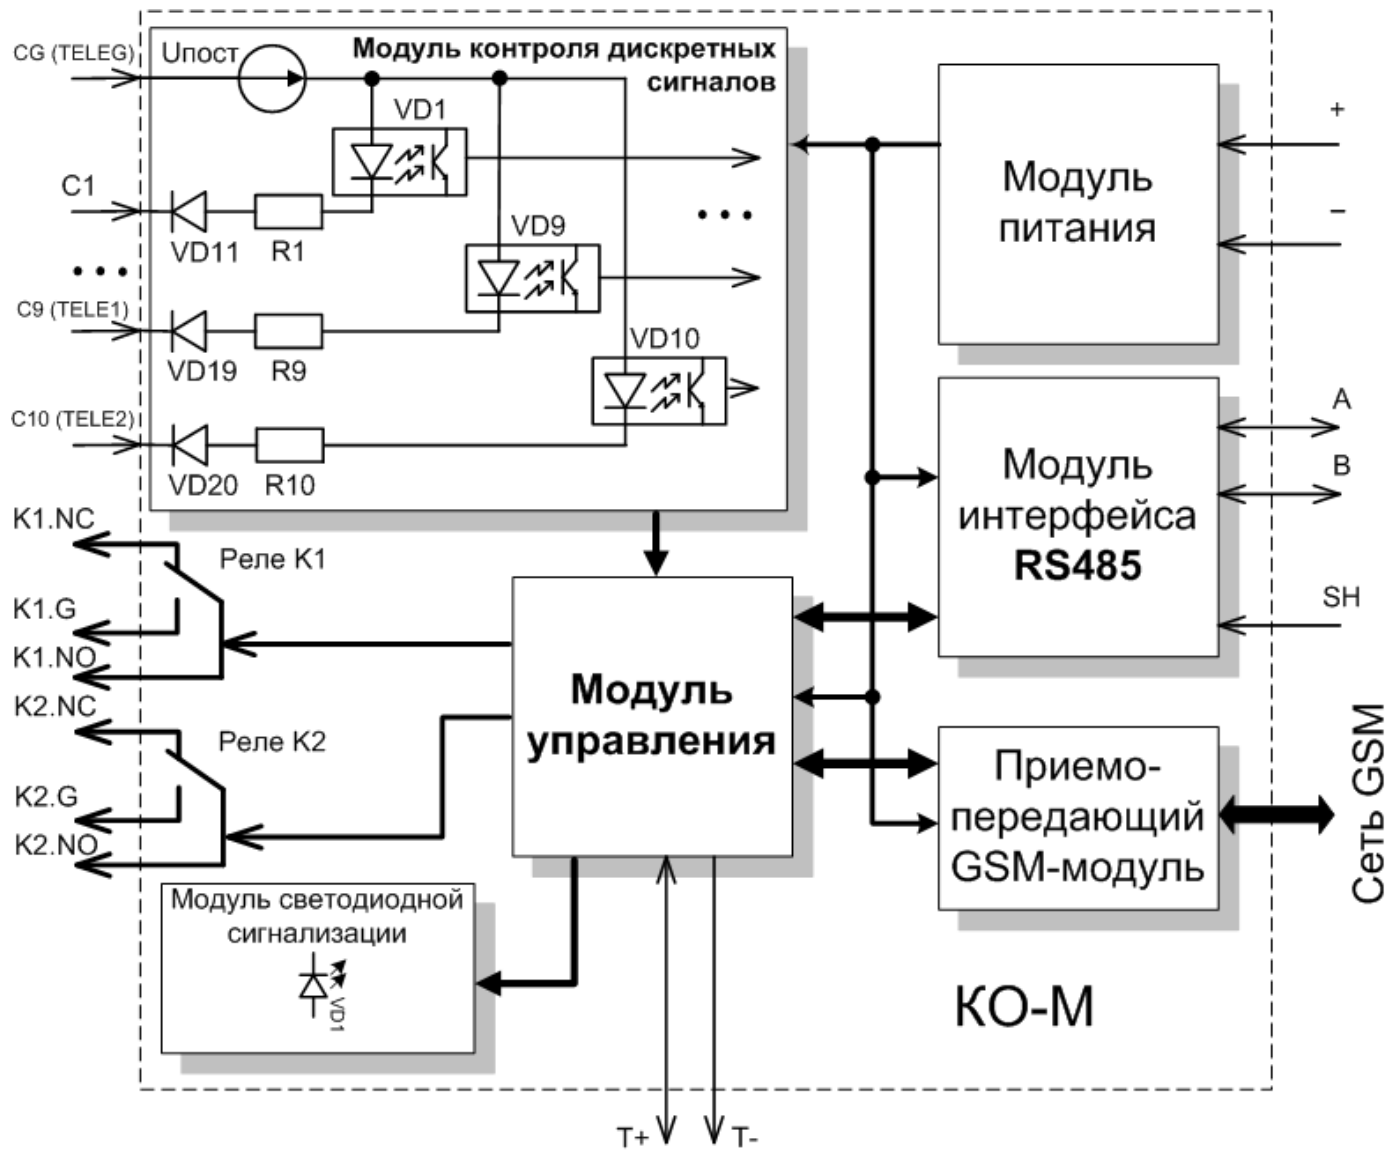 CG (TELEG)
Uпост
Модуль контроля дискретных
сигналов
VD1
C1
VD11
R1
VD9
C9 (TELE1)
VD19
R9
VD10
C10 (TELE2)
VD20
R10
Модуль
питания
+
−
Модуль
интерфейса
RS485
A
B
SH
K1.NC
Реле K1
K1.G
K1.NO
K2.NC
Реле K2
K2.G
K2.NO
Модуль
управления
Приемо-
передающий
GSM-модуль
Сеть GSM
Модуль светодиодной
сигнализации
VD1
КО-М
T+
T-